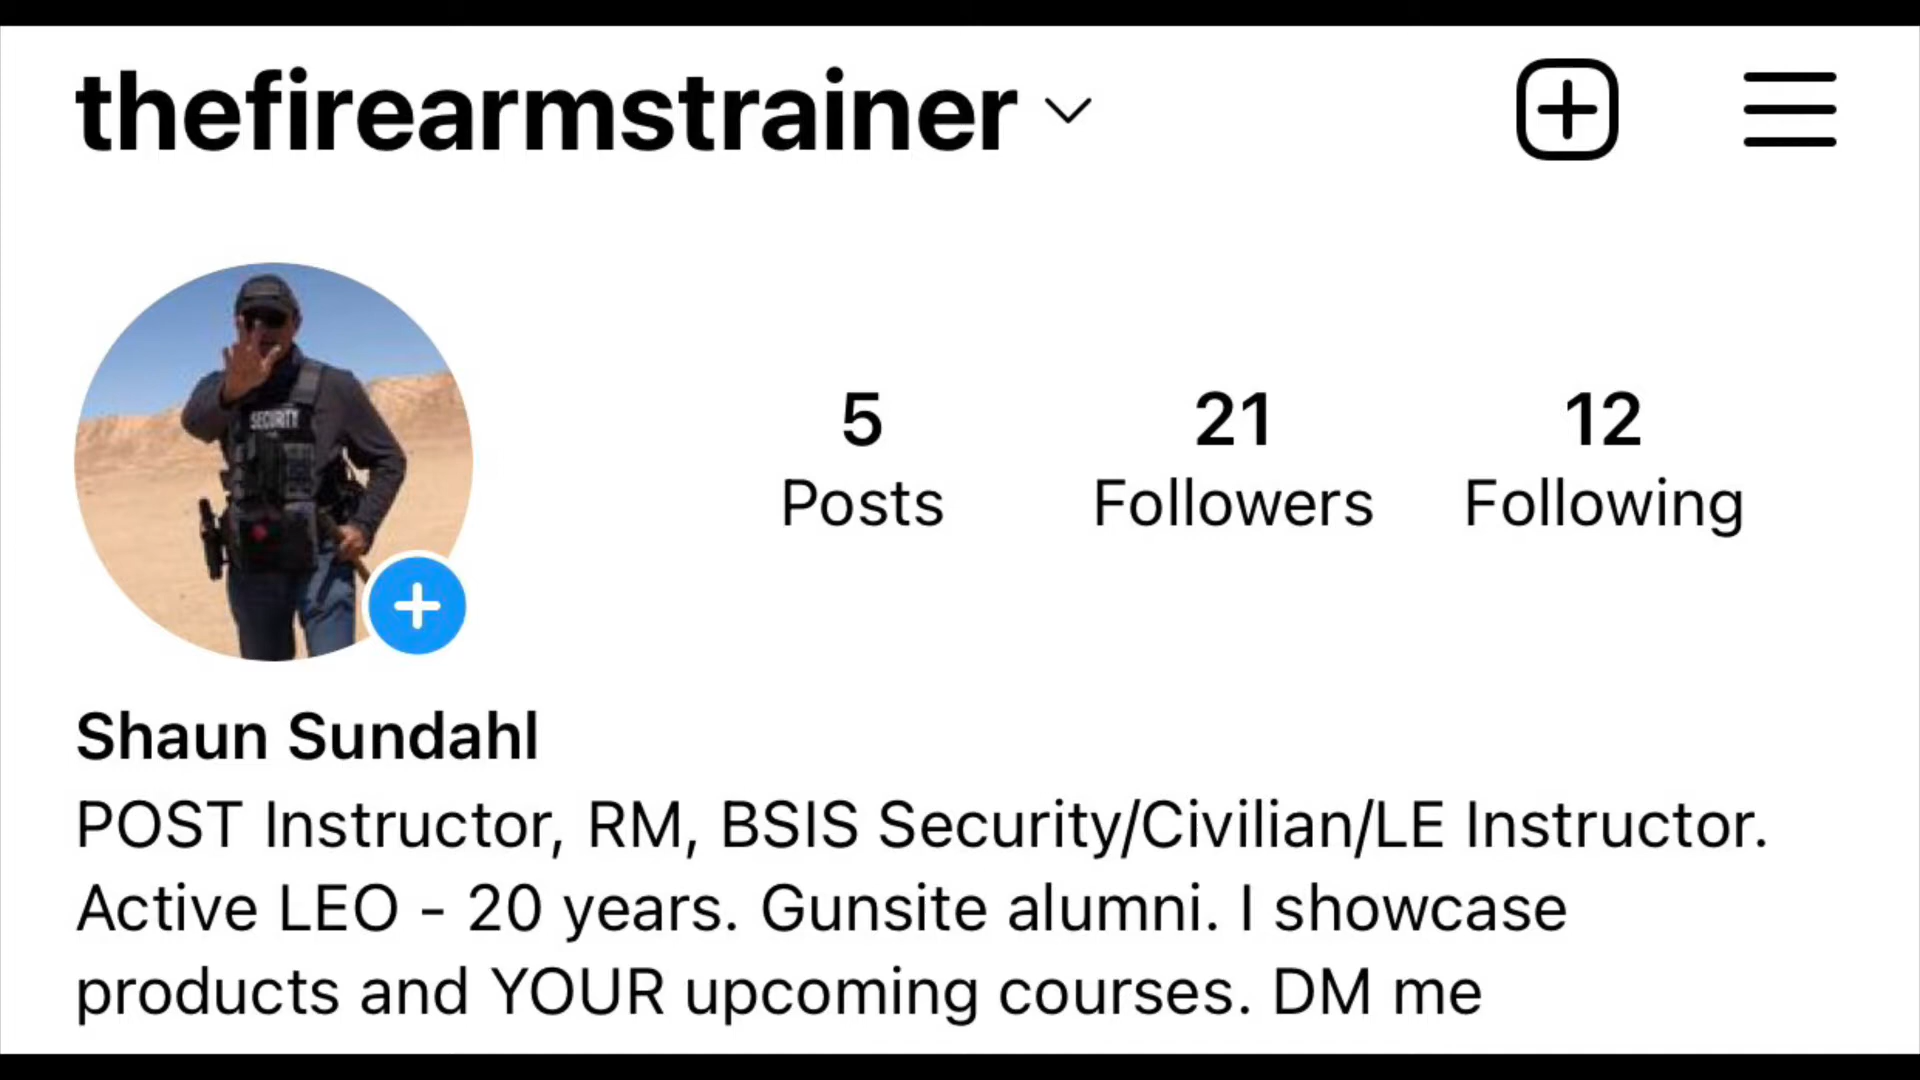 thefirearmstrainer
SECURITY
5
Posts
21
Followers
12
Following
Shaun Sundahl
POST Instructor, RM, BSIS Security/Civilian/LE Instructor.
Active LEO - 20 years. Gunsite alumni. I showcase
products and YOUR upcoming courses. DM me